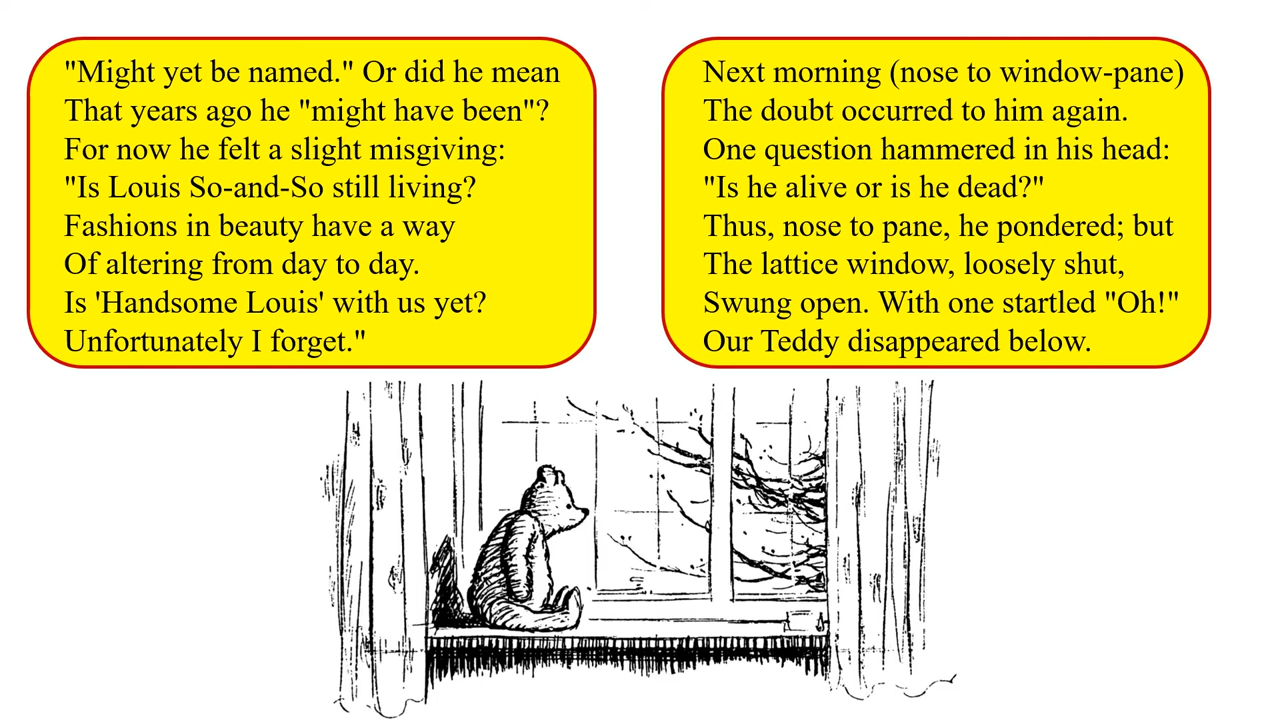 "Might yet be named." Or did he mean
That years ago he "might have been"?
For now he felt a slight misgiving:
"Is Louis So-and-So still living?
Fashions in beauty have a way
Of altering from day to day.
Is 'Handsome Louis' with us yet?
Unfortunately I forget."
Next morning (nose to window-pane)
The doubt occurred to him again.
One question hammered in his head:
"Is he alive or is he dead?"
Thus, nose to pane, he pondered; but
The lattice window, loosely shut,
Swung open. With one startled "Oh!"
Our Teddy disappeared below.